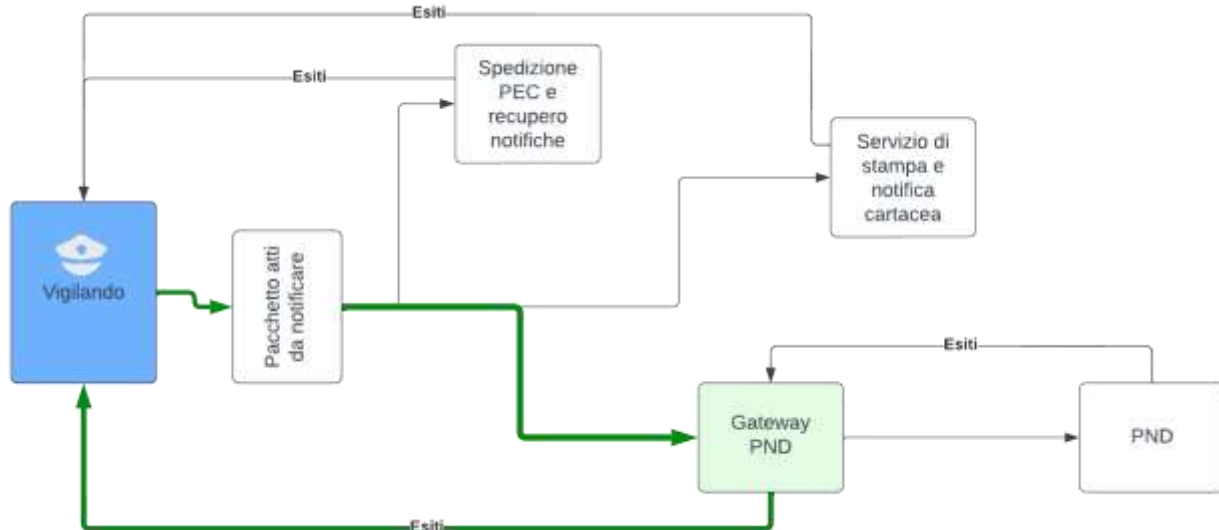 Esiti
Esiti
Spedizione
PEC e
recupero
notifiche
Servizio di
stampa e
notifica
cartacea
Vigilando
Pacchetto atti
da notificare
Esiti
Gateway
PND
PND
Esiti